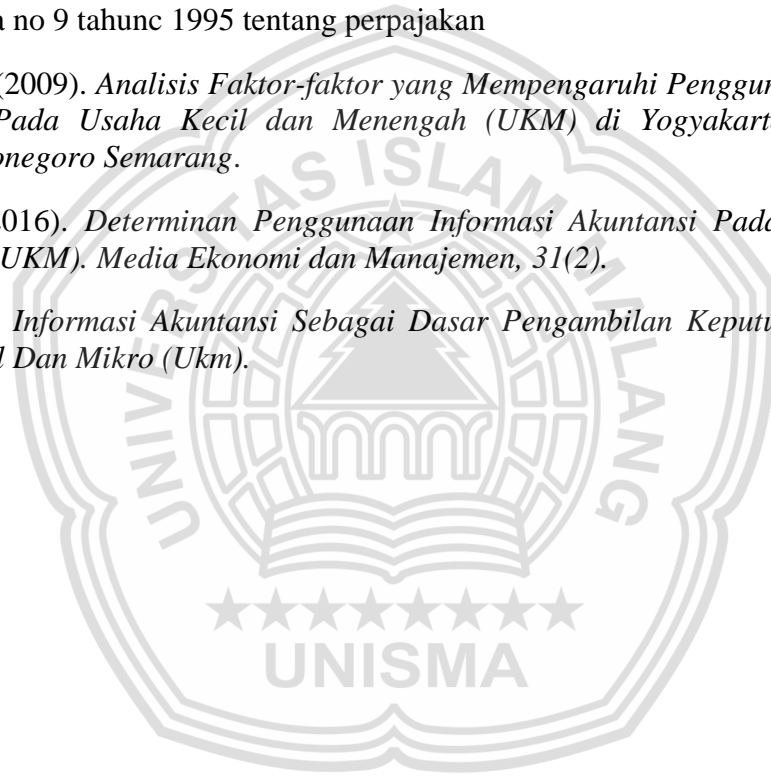 a no 9 tahunc 1995 tentang perpajakan
(2009). Analisis Faktor-faktor yang Mempengaruhi Penggun
Pada Usaha Kecil dan Menengah (UKM) di Yogyakart
onegoro Semarang.
016). Determinan Penggunaan Informasi Akuntansi Pada
UKM). Media Ekonomi dan Manajemen, 31(2).
Informasi Akuntansi Sebagai Dasar Pengambilan Keputu
l Dan Mikro (Ukm).
UNIVERSITAS ISLAM MALANG
UNISMA